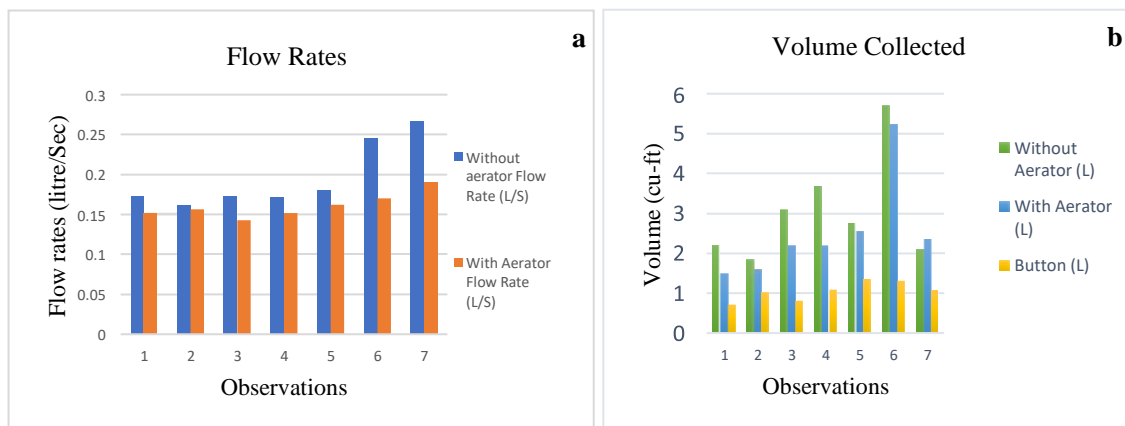 a
Flow Rates
Flow rates (litre/Sec)
0.3
0.25
0.2
0.15
0.1
0.05
0
1 2 3 4 5 6 7
Observations
Without
aerator Flow
Rate (L/S)
With Aerator
Flow Rate
(L/S)
b
Volume Collected
Volume (cu-ft)
6
5
4
3
2
1
0
1 2 3 4 5 6 7
Observations
Without
Aerator (L)
With Aerator
(L)
Button (L)